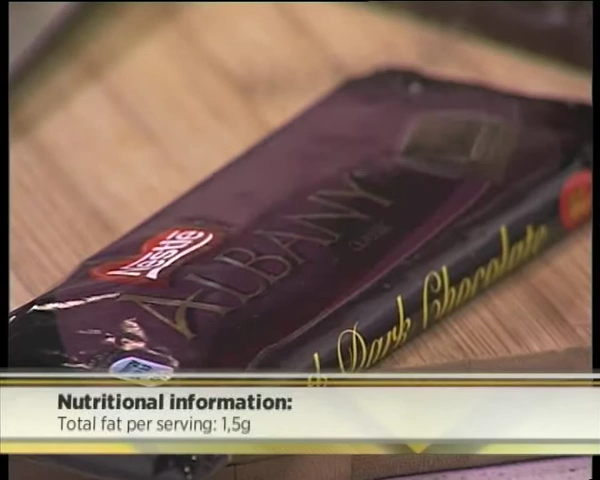 Nestlé
ALBANY
Dark Chocolate
Nutritional information:
Total fat per serving: 1,5g